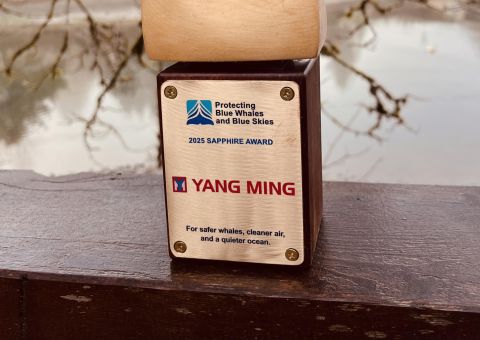 Protecting
Blue Whales
and Blue Skies
2025 SAPPHIRE AWARD
YANG MING
For safer whales, cleaner air,
and a quieter ocean.